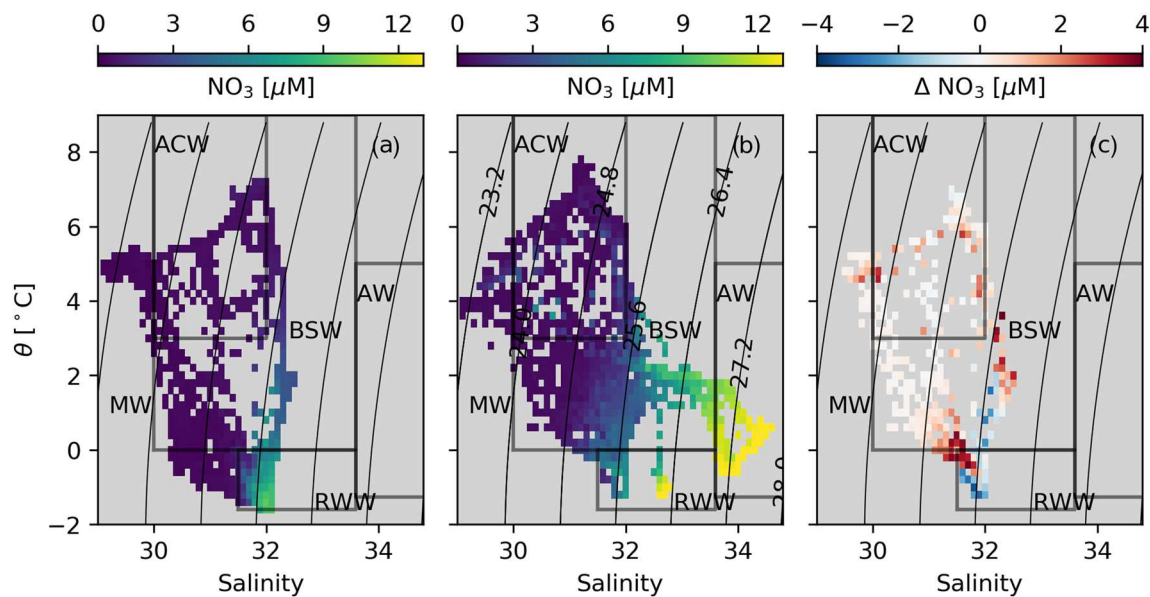 0 3 6 9 12
NO3 [μM]
0 3 6 9 12
NO3 [μM]
−4 −2 0 2 4
Δ NO3 [μM]
θ [°C]
8
6
4
2
0
−2
ACW
(a)
AW
BSW
MW
RWW
30 32 34
Salinity
ACW
(b)
23.2
24.8
26.4
AW
24.0
25.6
BSW
27.2
MW
28.0
RWW
30 32 34
Salinity
ACW
(c)
AW
BSW
MW
RWW
30 32 34
Salinity